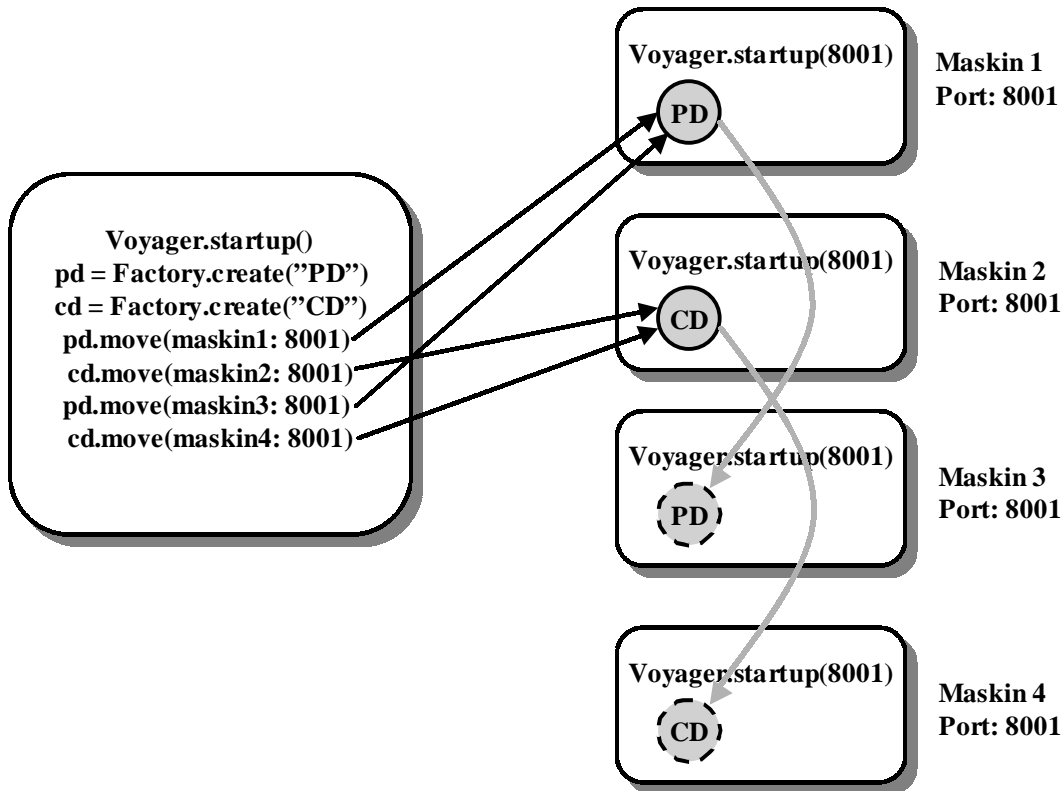 Voyager.startup()
pd = Factory.create(”PD”)
cd = Factory.create(”CD”)
pd.move(maskin1: 8001)
cd.move(maskin2: 8001)
pd.move(maskin3: 8001)
cd.move(maskin4: 8001)
Voyager.startup(8001)
PD
Maskin 1
Port: 8001
Voyager.startup(8001)
CD
Maskin 2
Port: 8001
Voyager.startup(8001)
PD
Maskin 3
Port: 8001
Voyager.startup(8001)
CD
Maskin 4
Port: 8001